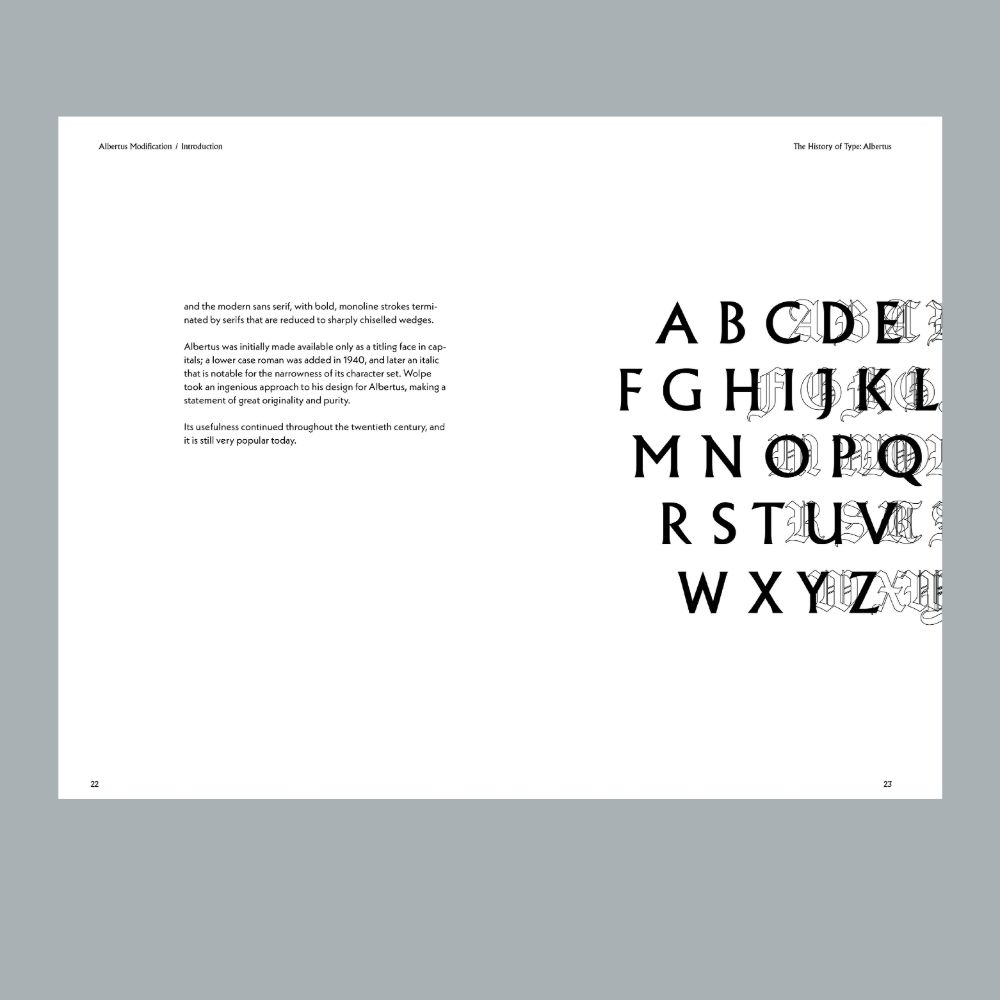 Albertus Modification / Introduction
The History of Type: Albertus
and the modern sans serif, with bold, monoline strokes termi-
nated by serifs that are reduced to sharply chiselled wedges.
Albertus was initially made available only as a titling face in cap-
itals; a lower case roman was added in 1940, and later an italic
that is notable for the narrowness of its character set. Wolpe
took an ingenious approach to his design for Albertus, making a
statement of great originality and purity.
Its usefulness continued throughout the twentieth century, and
it is still very popular today.
A B C D E
F G H I J K L
M N O P Q
R S T U V
W X Y Z
22
23